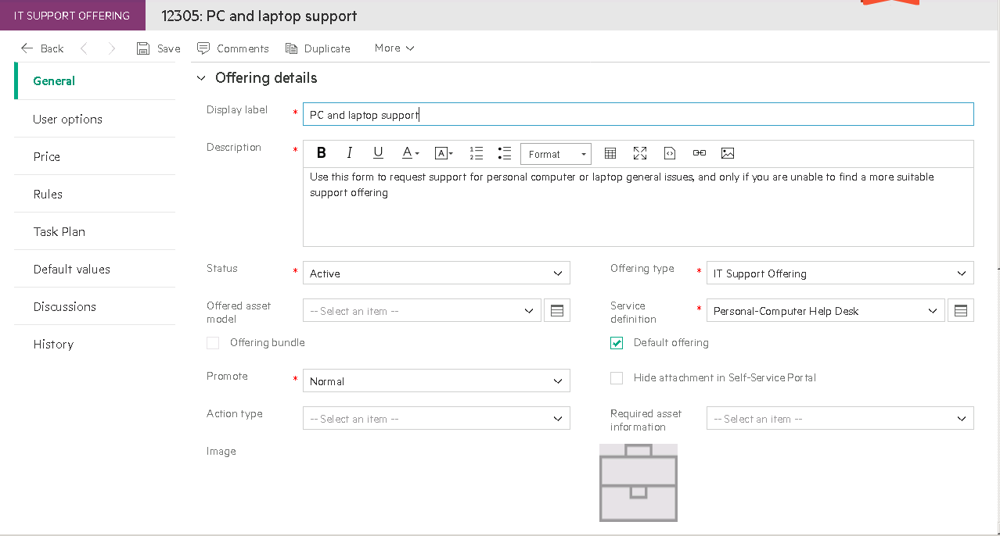 IT SUPPORT OFFERING
12305: PC and laptop support
Back
Save
Comments
Duplicate
More
General
User options
Price
Rules
Task Plan
Default values
Discussions
History
Offering details
Display label * PC and laptop support
Description *
B I U A A Format
Use this form to request support for personal computer or laptop general issues, and only if you are unable to find a more suitable
support offering
Status * Active
Offering type * IT Support Offering
Offered asset
model
-- Select an item --
Service
definition
* Personal-Computer Help Desk
Offering bundle
Default offering
Promote * Normal
Hide attachment in Self-Service Portal
Action type -- Select an item --
Required asset
information
-- Select an item --
Image